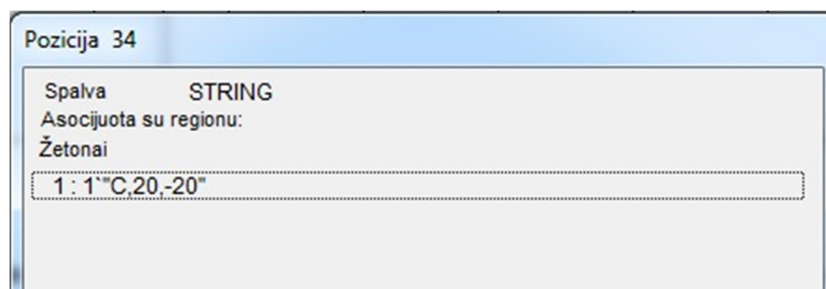 Pozicija 34
Spalva STRING
Asocijuota su regionu:
Žetonai
1 : 1`"C,20,-20"